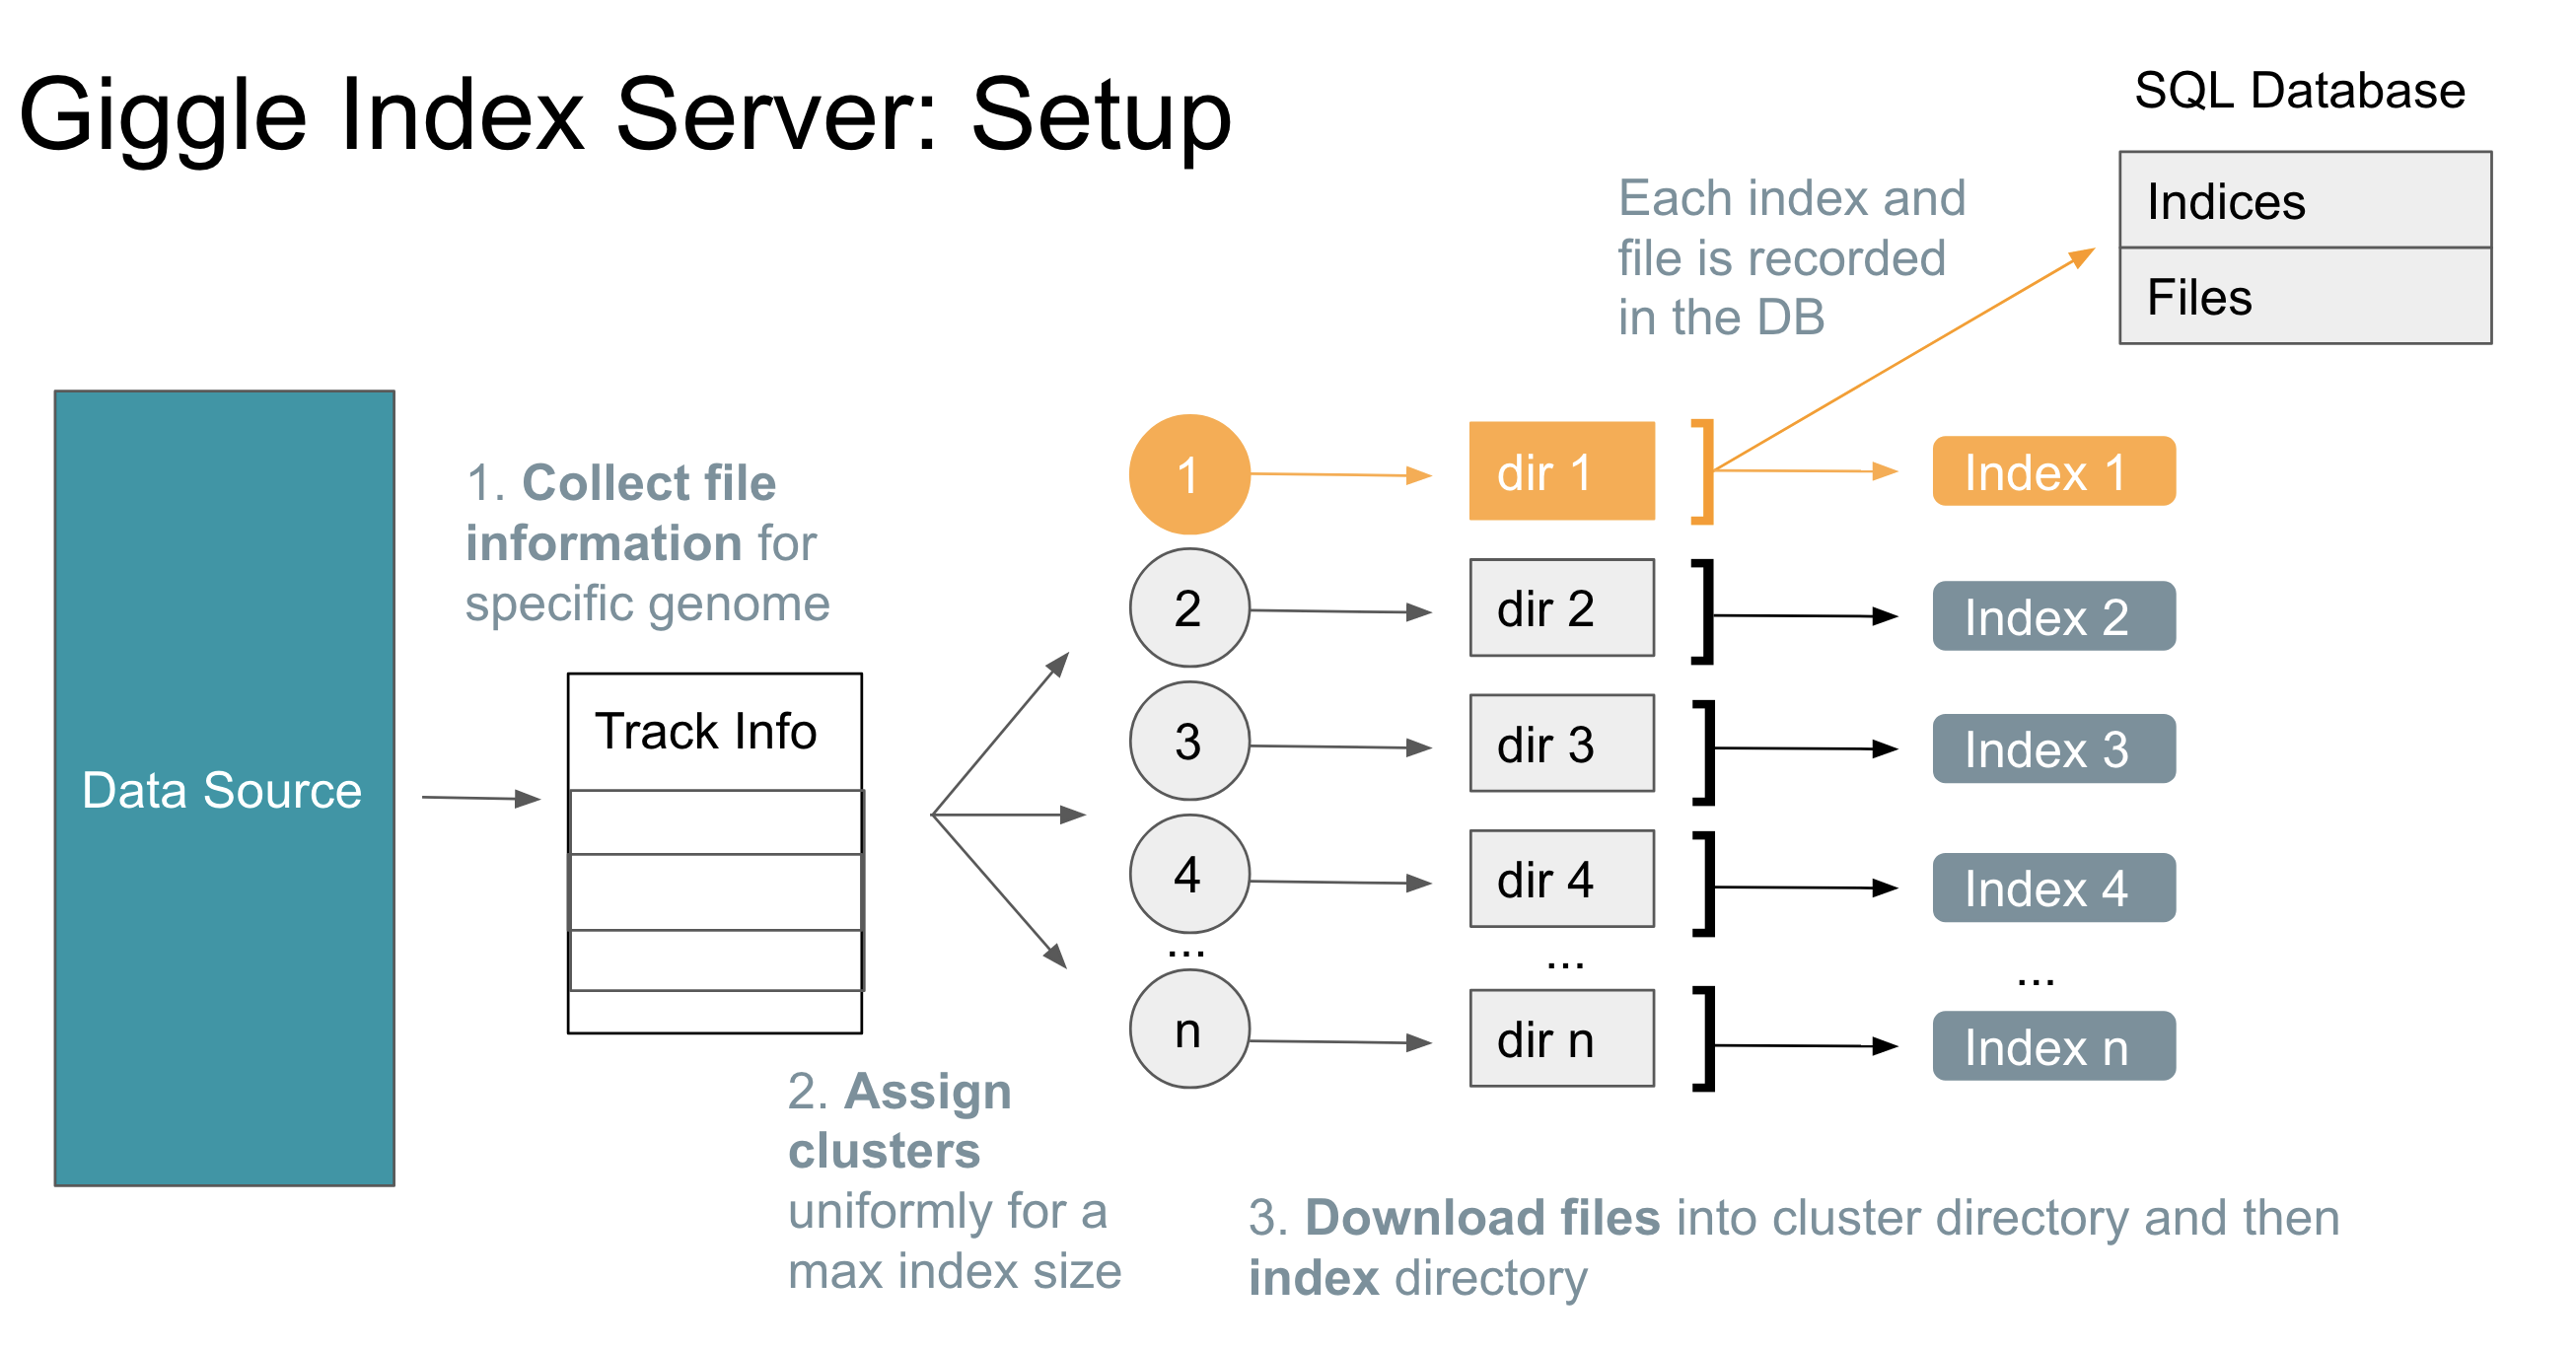 Giggle Index Server: Setup
SQL Database
Indices
Files
Each index and
file is recorded
in the DB
Data Source
1. Collect file
information for
specific genome
Track Info
2. Assign
clusters
uniformly for a
max index size
1
dir 1
Index 1
2
dir 2
Index 2
3
dir 3
Index 3
4
dir 4
Index 4
...
...
...
n
dir n
Index n
3. Download files into cluster directory and then
index directory